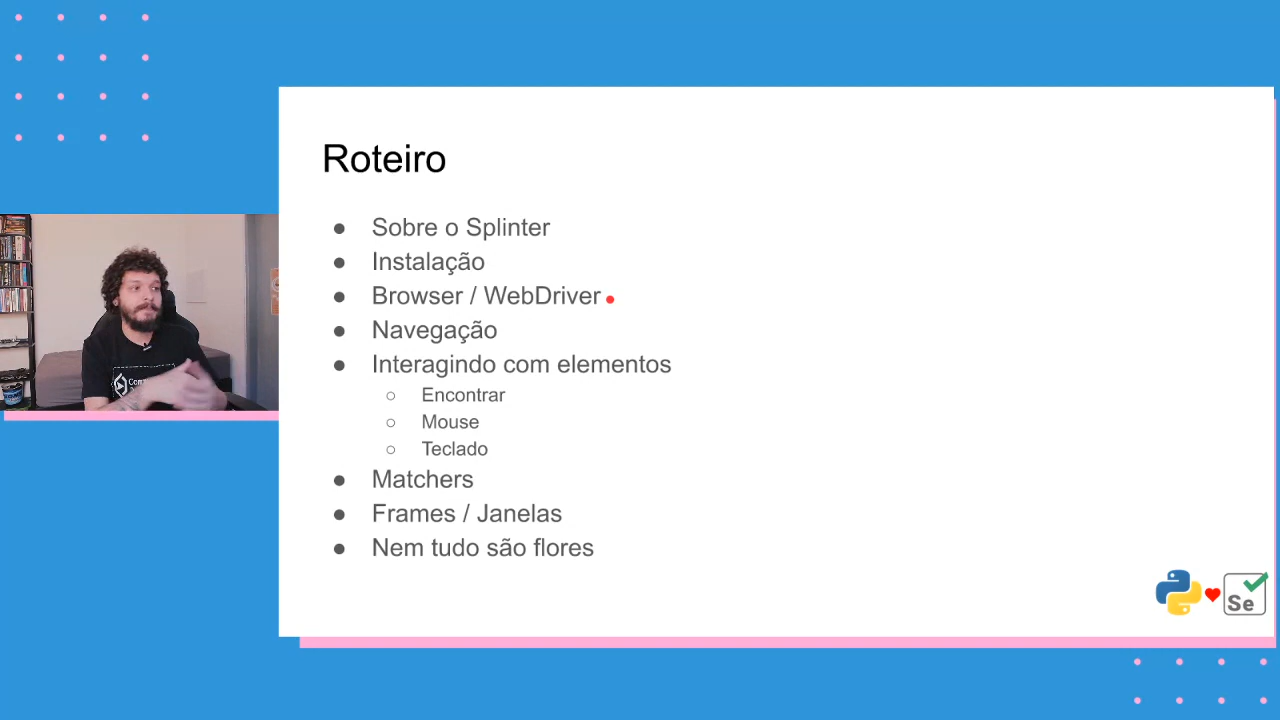 Roteiro
● Sobre o Splinter
● Instalação
● Browser / WebDriver
● Navegação
● Interagindo com elementos
○ Encontrar
○ Mouse
○ Teclado
● Matchers
● Frames / Janelas
● Nem tudo são flores
Se